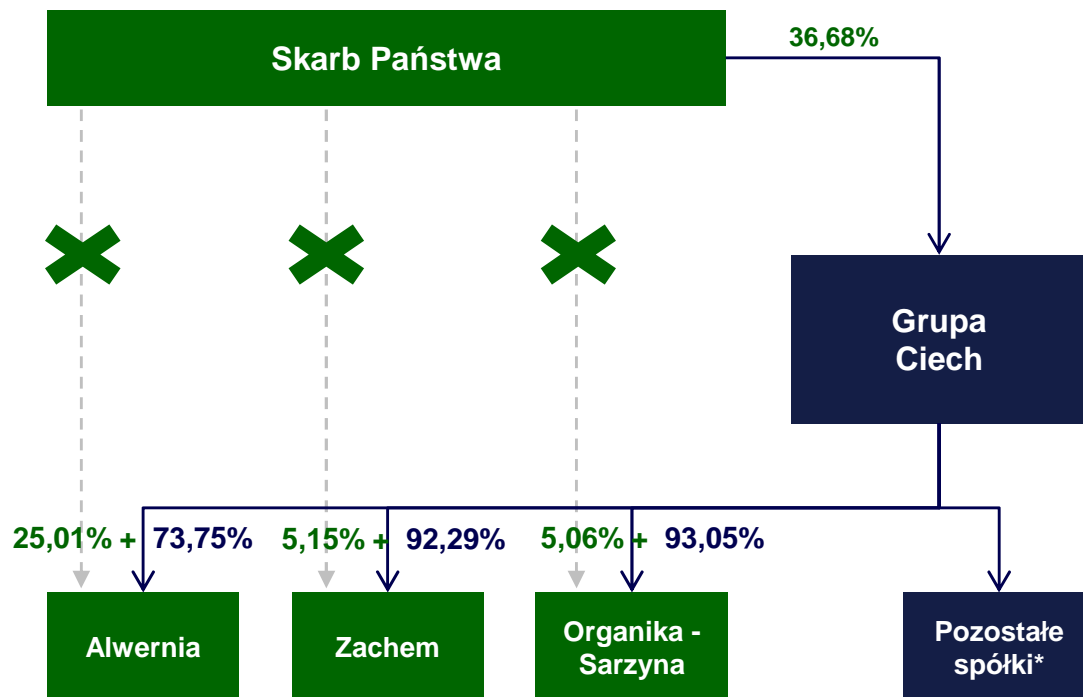 36,68%
Skarb Państwa
Grupa
Ciech
25,01% + 73,75% 5,15% + 92,29% 5,06% + 93,05%
Alwernia
Zachem
Organika -
Sarzyna
Pozostałe
spółki*